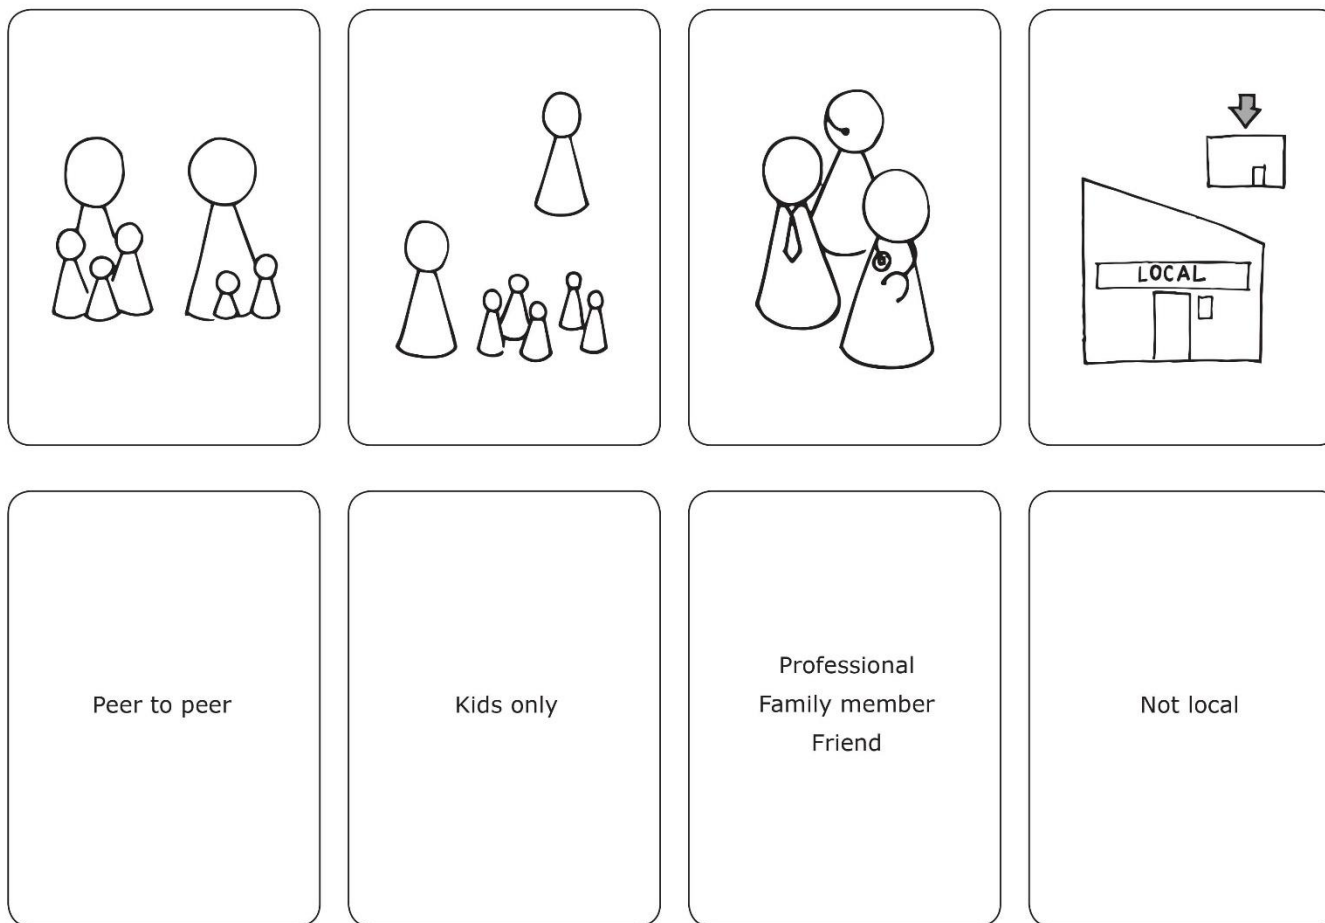 LOCAL
Peer to peer
Kids only
Professional
Family member
Friend
Not local